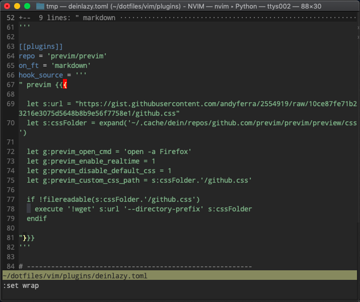 tmp — deinlazy.toml (~/dotfiles/vim/plugins) - NVIM — nvim • Python — ttys002 — 88×30
52 +-- 9 lines: " markdown
61 '''
62
63 [[plugins]]
64 repo = 'previm/previm'
65 on_ft = 'markdown'
66 hook_source = '''
67 " previm {{{
68
69 let s:url = "https://gist.githubusercontent.com/andyferra/2554919/raw/10ce87fe71b2
3216e3075d5648b8b9e56f7758e1/github.css"
70 let s:cssFolder = expand('~/.cache/dein/repos/github.com/previm/previm/preview/css
')
71
72 let g:previm_open_cmd = 'open -a Firefox'
73 let g:previm_enable_realtime = 1
74 let g:previm_disable_default_css = 1
75 let g:previm_custom_css_path = s:cssFolder.'/github.css'
76
77 if !filereadable(s:cssFolder.'/github.css')
78 execute '!wget' s:url '--directory-prefix' s:cssFolder
79 endif
80
81 "}}}
82 '''
83
84 # -------------------------------------------------------
~/dotfiles/vim/plugins/deinlazy.toml
:set wrap